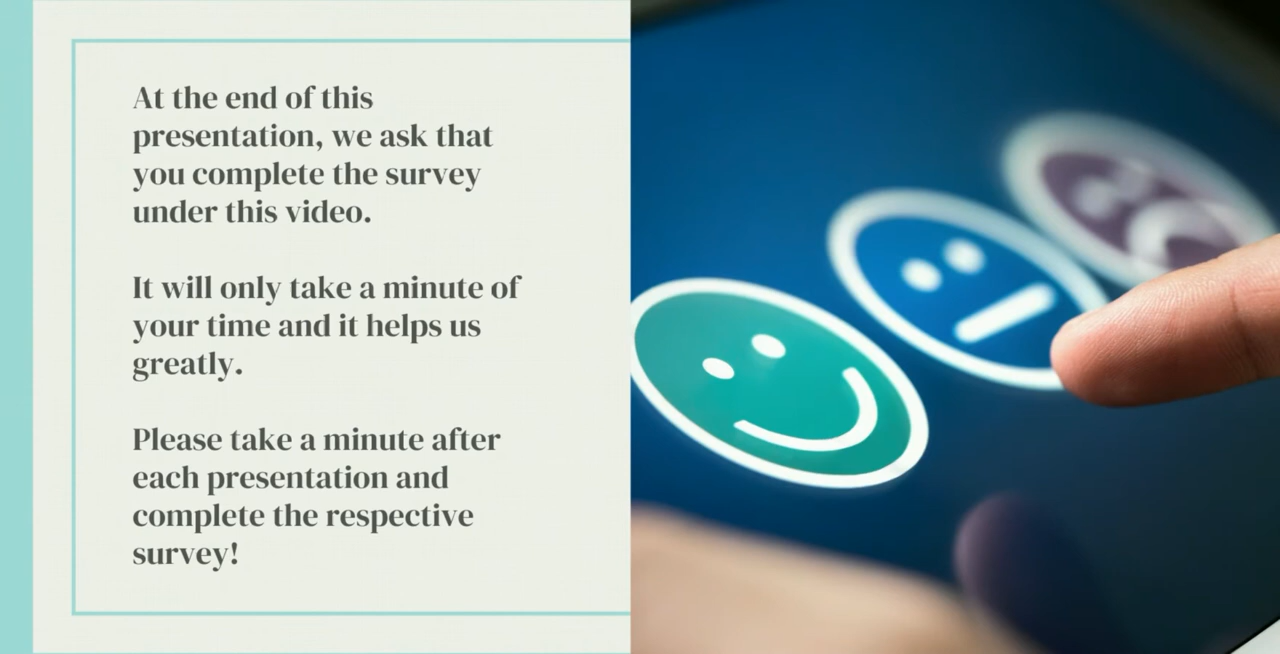 At the end of this
presentation, we ask that
you complete the survey
under this video.
It will only take a minute of
your time and it helps us
greatly.
Please take a minute after
each presentation and
complete the respective
survey!